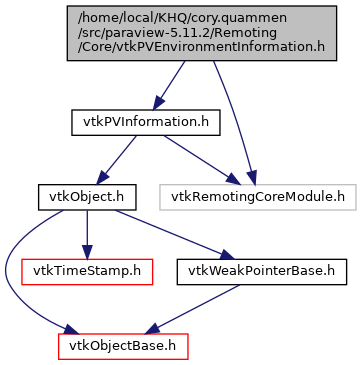 /home/local/KHQ/cory.quammen
/src/paraview-5.11.2/Remoting
/Core/vtkPVEnvironmentInformation.h
vtkPVInformation.h
vtkObject.h
vtkRemotingCoreModule.h
vtkTimeStamp.h
vtkWeakPointerBase.h
vtkObjectBase.h